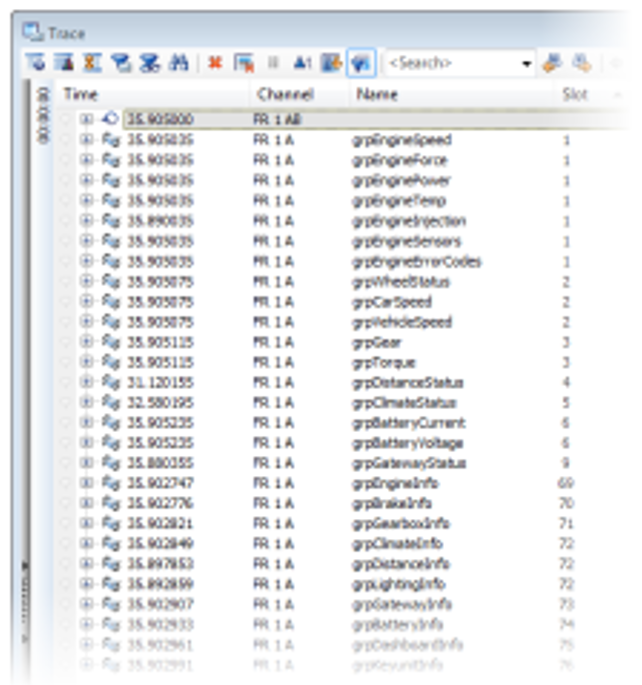 Trace
<Search>
Time Channel Name Slot
35.905000 FR 1 AB
35.905035 FR 1 A grpEngineSpeed 1
35.905035 FR 1 A grpEngineForce 1
35.905035 FR 1 A grpEnginePower 1
35.905035 FR 1 A grpEngineTemp 1
35.890035 FR 1 A grpEngineInjection 1
35.905035 FR 1 A grpEngineSensors 1
35.905035 FR 1 A grpEngineErrorCodes 1
35.905075 FR 1 A grpWheelStatus 2
35.905075 FR 1 A grpCarSpeed 2
35.905075 FR 1 A grpVehicleSpeed 2
35.905115 FR 1 A grpGear 3
35.905115 FR 1 A grpTorque 3
31.120155 FR 1 A grpDistanceStatus 4
32.580195 FR 1 A grpClimateStatus 5
35.905235 FR 1 A grpBatteryCurrent 6
35.905235 FR 1 A grpBatteryVoltage 6
35.880355 FR 1 A grpGatewayStatus 9
35.902747 FR 1 A grpEngineInfo 69
35.902776 FR 1 A grpBrakeInfo 70
35.902821 FR 1 A grpGearboxInfo 71
35.902849 FR 1 A grpClimateInfo 72
35.897853 FR 1 A grpDistanceInfo 72
35.892859 FR 1 A grpLightingInfo 72
35.902907 FR 1 A grpGatewayInfo 73
35.902933 FR 1 A grpBatteryInfo 74
35.902961 FR 1 A grpDashboardInfo 75
35.902991 FR 1 A grpKeyunitInfo 76